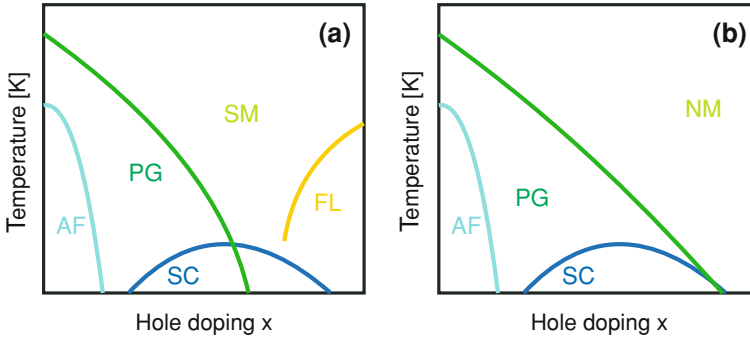 (a)
SM
PG
FL
AF
SC
Temperature [K]
Hole doping x
(b)
NM
PG
AF
SC
Temperature [K]
Hole doping x